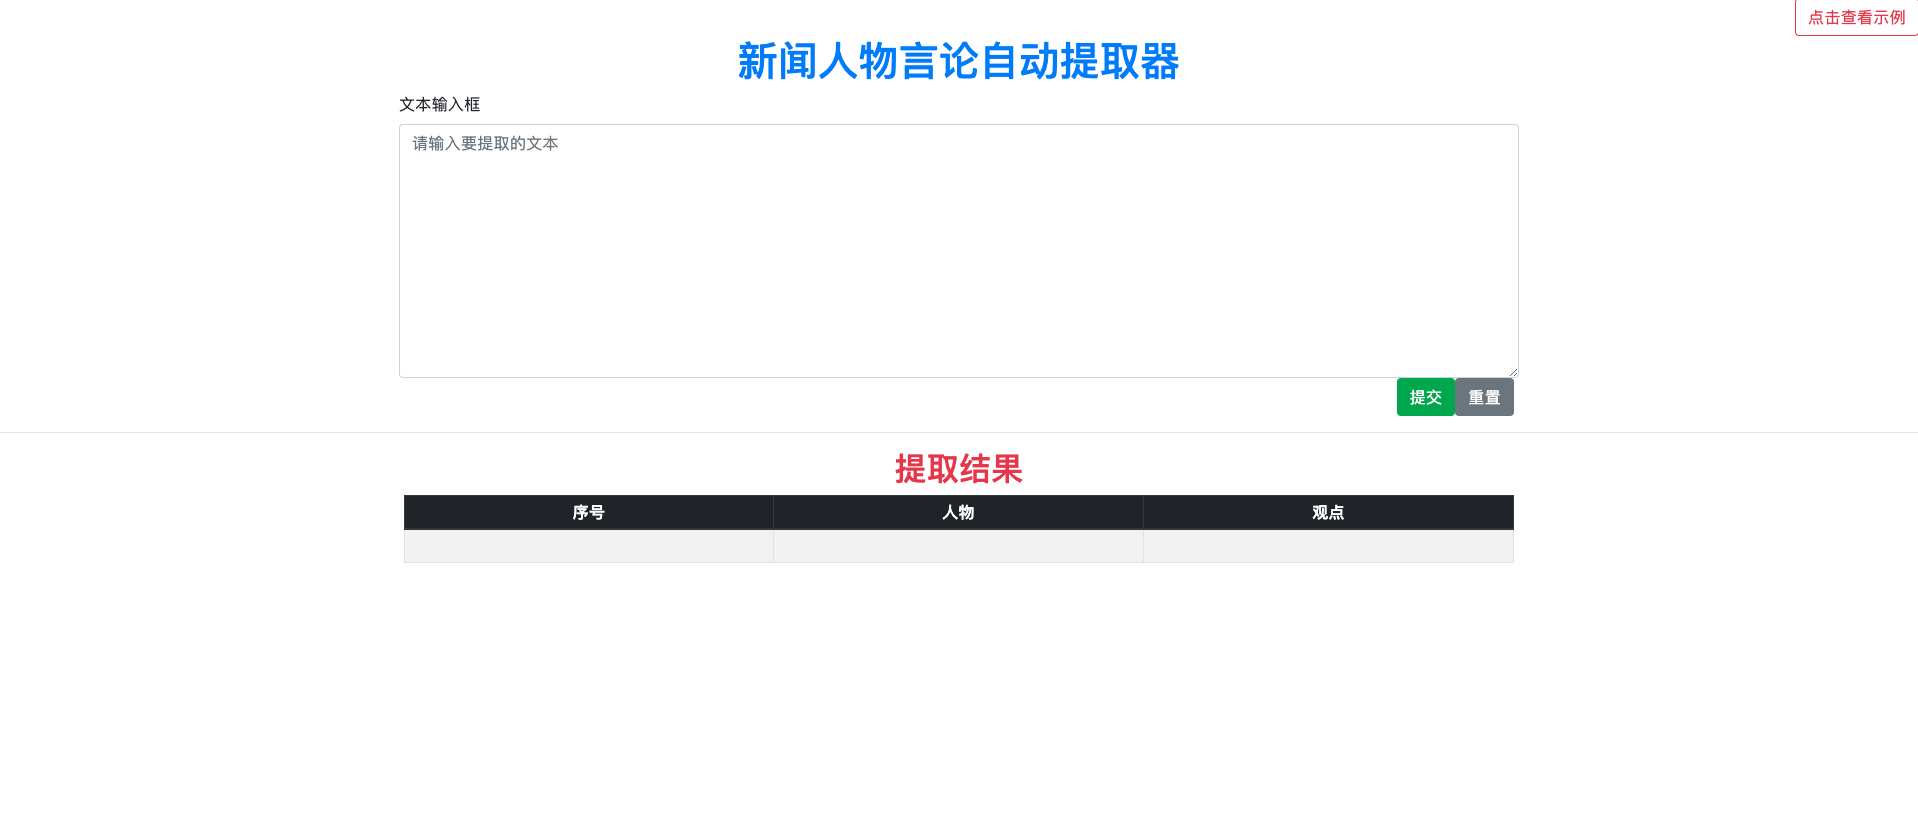 点击查看示例
新闻人物言论自动提取器
文本输入框
请输入要提取的文本
提交 重置
提取结果
序号 人物 观点